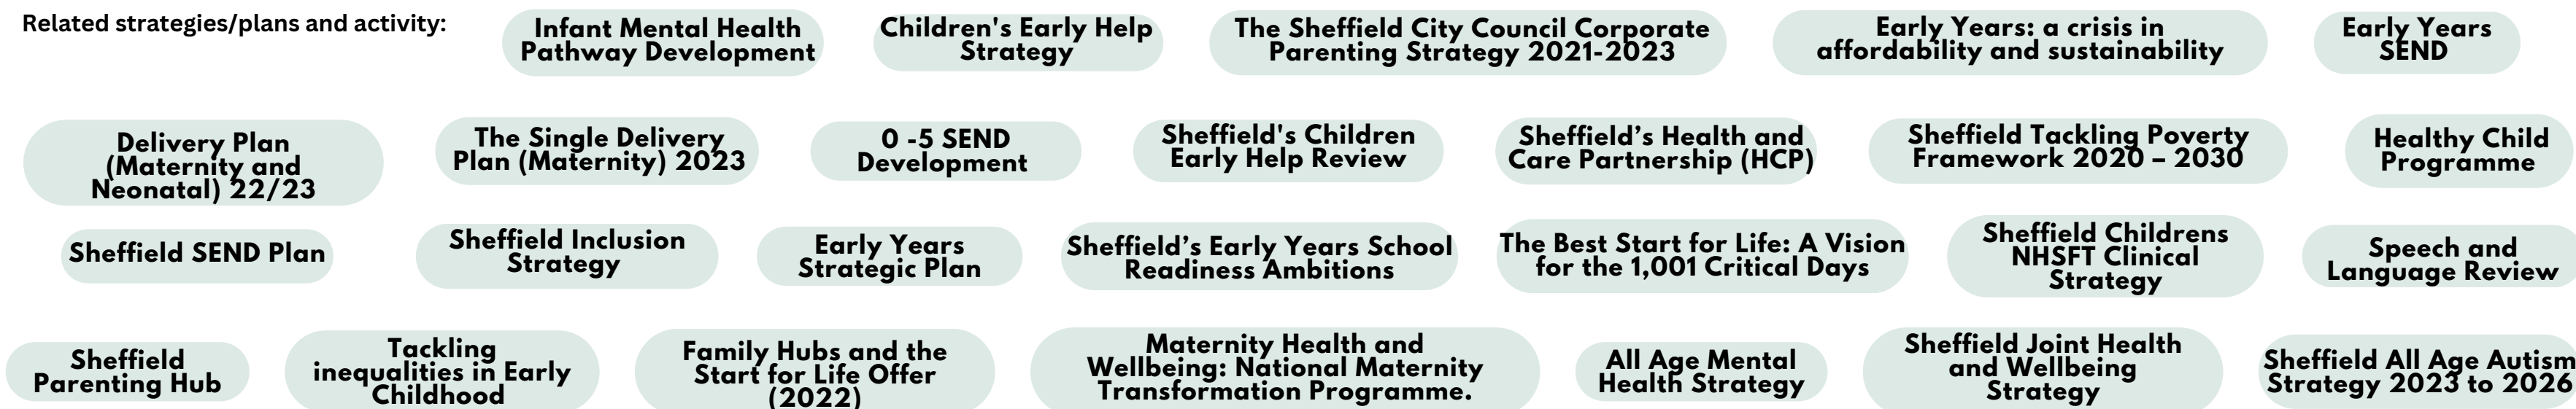 Related strategies/plans and activity:
Infant Mental Health
Pathway Development
Children's Early Help
Strategy
The Sheffield City Council Corporate
Parenting Strategy 2021-2023
Early Years: a crisis in
affordability and sustainability
Early Years
SEND
Delivery Plan
(Maternity and
Neonatal) 22/23
The Single Delivery
Plan (Maternity) 2023
0 -5 SEND
Development
Sheffield's Children
Early Help Review
Sheffield’s Health and
Care Partnership (HCP)
Sheffield Tackling Poverty
Framework 2020 – 2030
Healthy Child
Programme
Sheffield SEND Plan
Sheffield Inclusion
Strategy
Early Years
Strategic Plan
Sheffield’s Early Years School
Readiness Ambitions
The Best Start for Life: A Vision
for the 1,001 Critical Days
Sheffield Childrens
NHSFT Clinical
Strategy
Speech and
Language Review
Sheffield
Parenting Hub
Tackling
inequalities in Early
Childhood
Family Hubs and the
Start for Life Offer
(2022)
Maternity Health and
Wellbeing: National Maternity
Transformation Programme.
All Age Mental
Health Strategy
Sheffield Joint Health
and Wellbeing
Strategy
Sheffield All Age Autism
Strategy 2023 to 2026